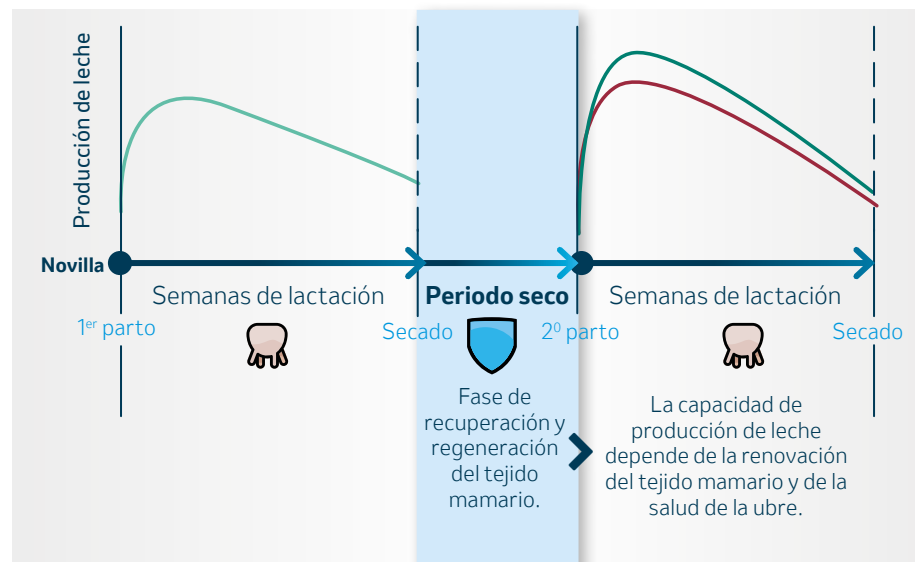 Producción de leche
Novilla
Semanas de lactación
Periodo seco
Semanas de lactación
1er parto
Secado
2º parto
Secado
Fase de
recuperación y
regeneración
del tejido
mamario.
La capacidad de
producción de leche
depende de la renovación
del tejido mamario y de la
salud de la ubre.